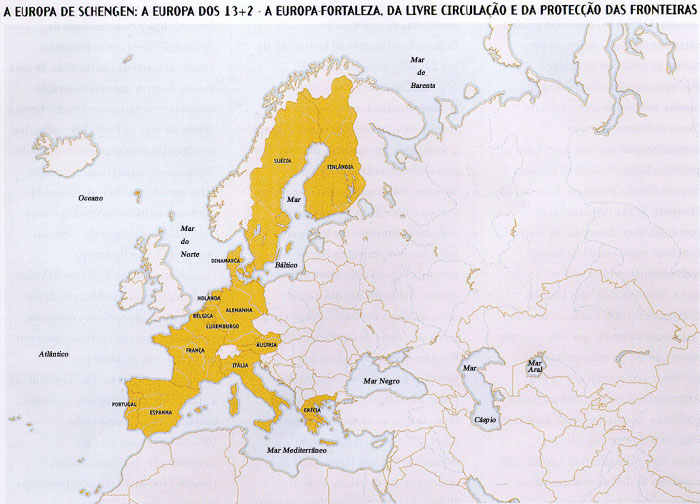 A EUROPA DE SCHENGEN: A EUROPA DOS 13+2 - A EUROPA-FORTALEZA, DA LIVRE CIRCULAÇÃO E DA PROTECÇÃO DAS FRONTEIRAS
Mar
de
Barents
SUÉCIA
FINLÂNDIA
Oceano
Mar
Mar
do
Norte
DINAMARCA
Báltico
HOLANDA
ALEMANHA
BÉLGICA
LUXEMBURGO
FRANÇA
ÁUSTRIA
Atlântico
ITÁLIA
Mar
Mar
Aral
Mar Negro
PORTUGAL
ESPANHA
GRÉCIA
Cáspio
Mar Mediterrâneo